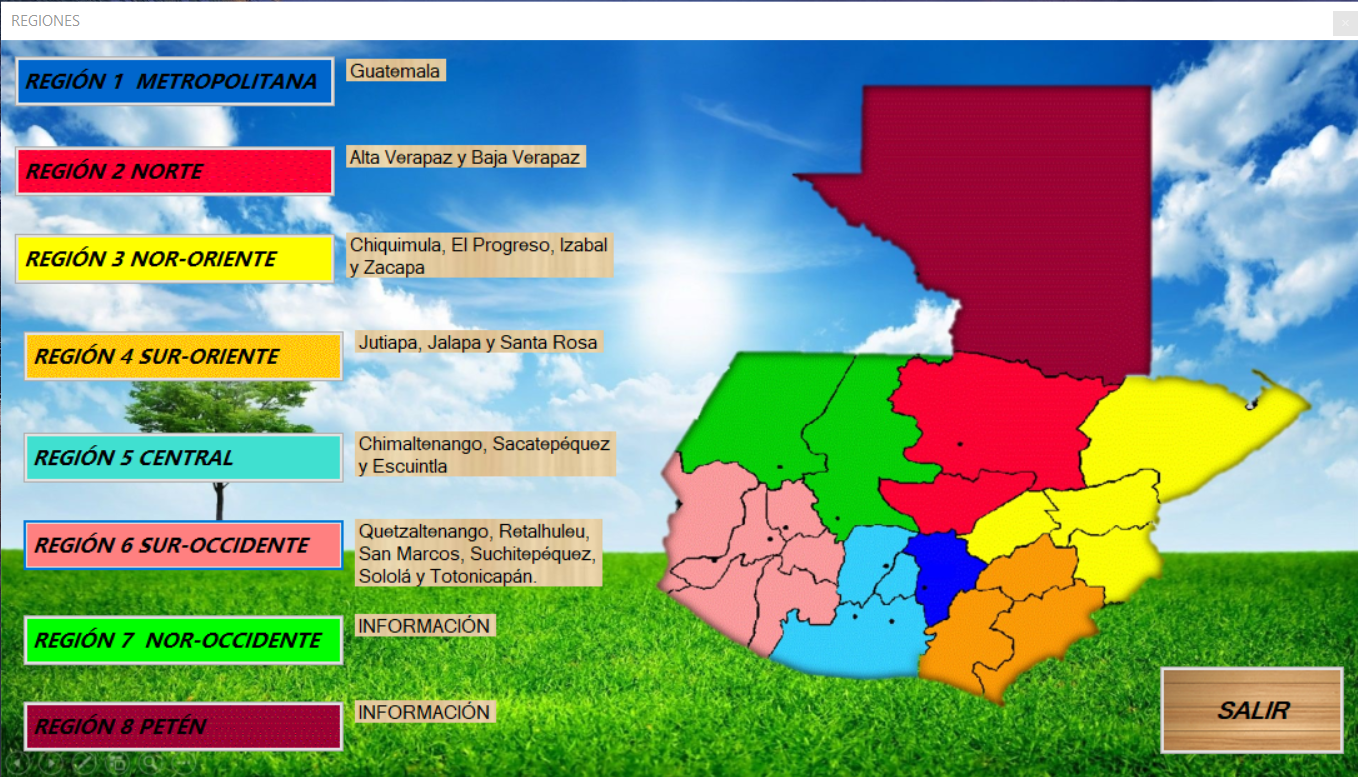 REGIONES
REGIÓN 1 METROPOLITANA
Guatemala
REGIÓN 2 NORTE
Alta Verapaz y Baja Verapaz
REGIÓN 3 NOR-ORIENTE
Chiquimula, El Progreso, Izabal
y Zacapa
REGIÓN 4 SUR-ORIENTE
Jutiapa, Jalapa y Santa Rosa
REGIÓN 5 CENTRAL
Chimaltenango, Sacatepéquez
y Escuintla
REGIÓN 6 SUR-OCCIDENTE
Quetzaltenango, Retalhuleu,
San Marcos, Suchitepéquez,
Sololá y Totonicapán.
REGIÓN 7 NOR-OCCIDENTE
INFORMACIÓN
REGIÓN 8 PETÉN
INFORMACIÓN
SALIR